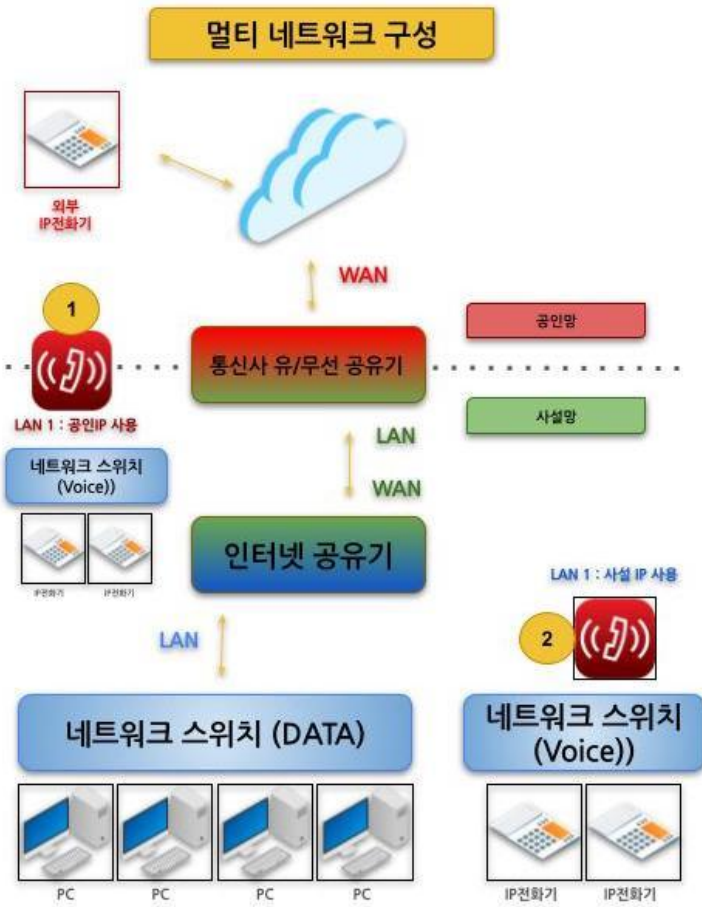 멀티 네트워크 구성
외부
IP전화기
WAN
1
공인망
통신사 유/무선 공유기
사설망
LAN 1 : 공인IP 사용
LAN
네트워크 스위치
(Voice))
WAN
IP전화기
IP전화기
인터넷 공유기
LAN 1 : 사설 IP 사용
LAN
2
네트워크 스위치 (DATA)
네트워크 스위치
(Voice))
PC
PC
PC
PC
IP전화기
IP전화기